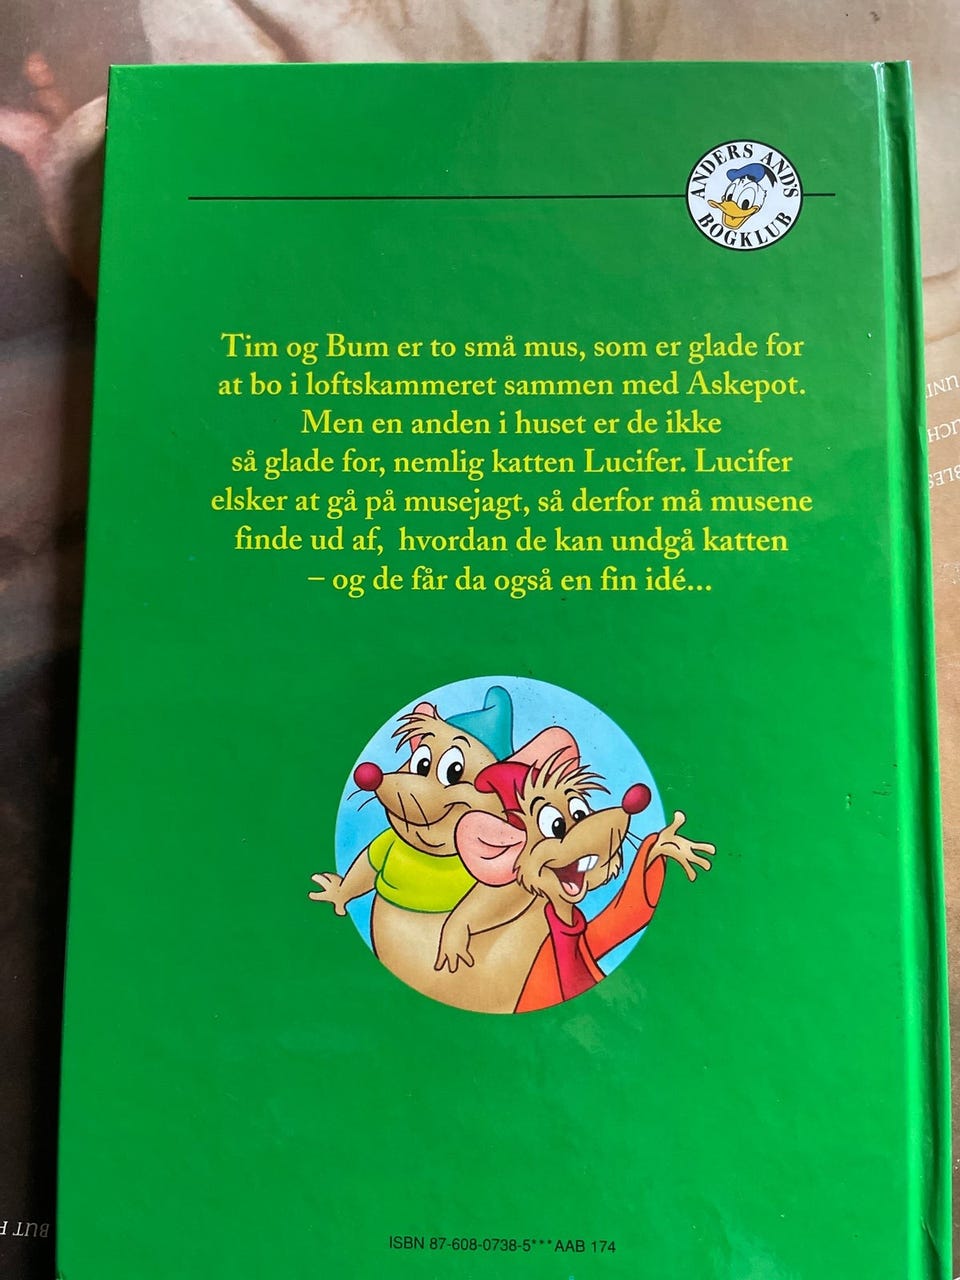 ANDERS AND'S
BOGKLUB
Tim og Bum er to små mus, som er glade for
at bo i loftskammeret sammen med Askepot.
Men en anden i huset er de ikke
så glade for, nemlig katten Lucifer. Lucifer
elsker at gå på musejagt, så derfor må musene
finde ud af, hvordan de kan undgå katten
– og de får da også en fin idé...
ISBN 87-608-0738-5***AAB 174
BUT